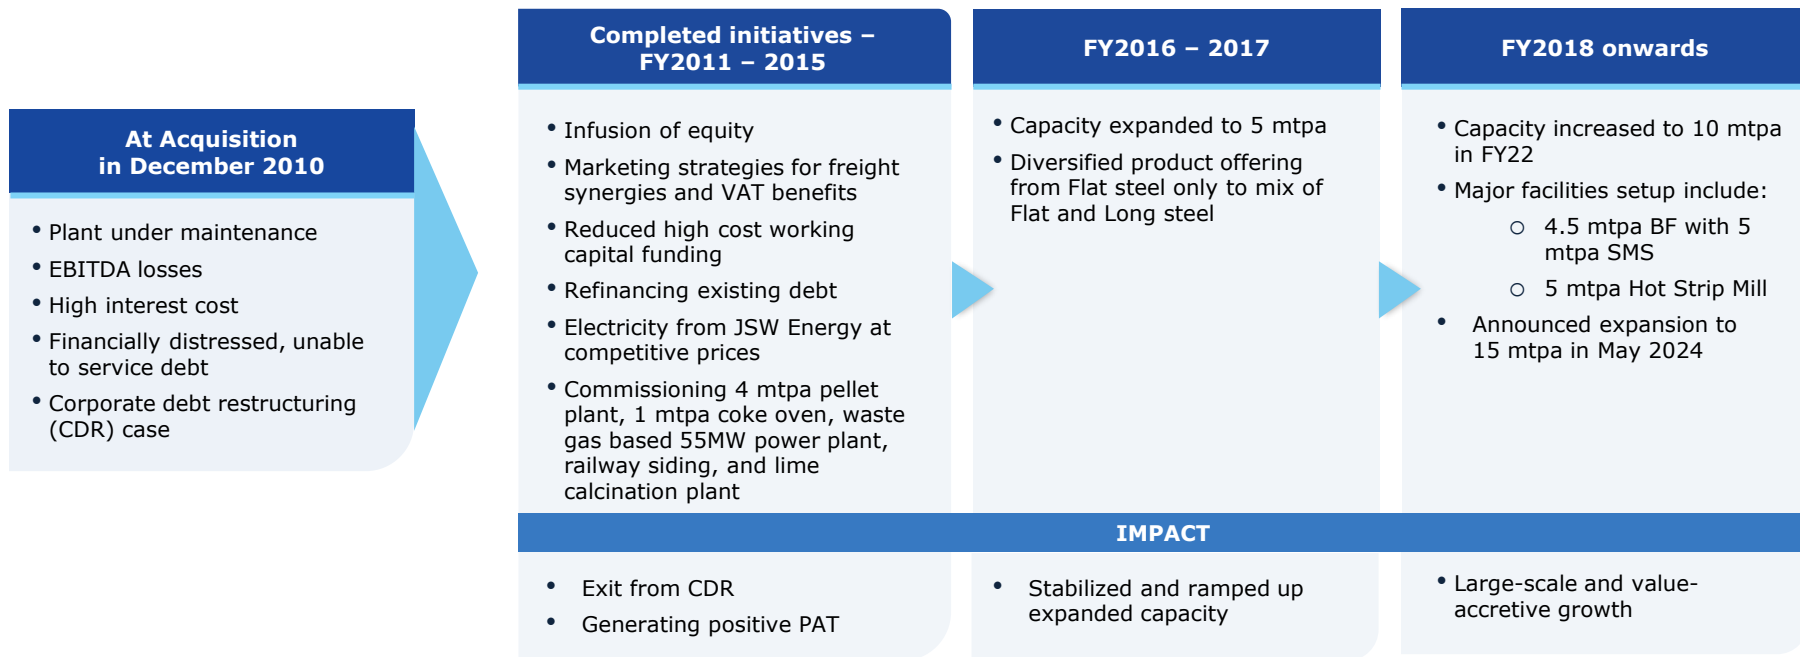 At Acquisition
in December 2010
• Plant under maintenance
• EBITDA losses
• High interest cost
• Financially distressed, unable
to service debt
• Corporate debt restructuring
(CDR) case
Completed initiatives –
FY2011 – 2015
• Infusion of equity
• Marketing strategies for freight
synergies and VAT benefits
• Reduced high cost working
capital funding
• Refinancing existing debt
• Electricity from JSW Energy at
competitive prices
• Commissioning 4 mtpa pellet
plant, 1 mtpa coke oven, waste
gas based 55MW power plant,
railway siding, and lime
calcination plant
FY2016 – 2017
• Capacity expanded to 5 mtpa
• Diversified product offering
from Flat steel only to mix of
Flat and Long steel
FY2018 onwards
• Capacity increased to 10 mtpa
in FY22
• Major facilities setup include:
o 4.5 mtpa BF with 5
mtpa SMS
o 5 mtpa Hot Strip Mill
• Announced expansion to
15 mtpa in May 2024
IMPACT
• Exit from CDR
• Generating positive PAT
• Stabilized and ramped up
expanded capacity
• Large-scale and value-
accretive growth